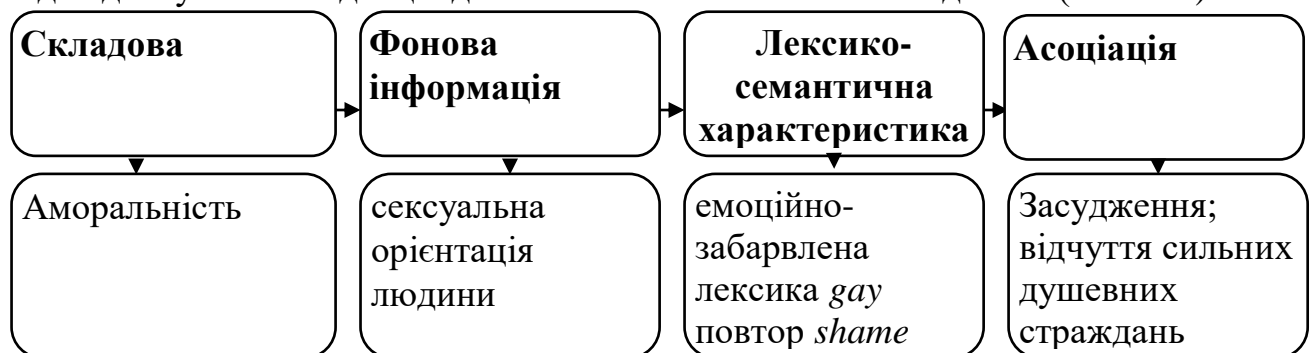 Складова
Фонова
інформація
Лексико-
семантична
характеристика
Асоціація
Аморальність
сексуальна
орієнтація
людини
емоційно-
забарвлена
лексика gay
повтор shame
Засудження;
відчуття сильних
душевних
страждань